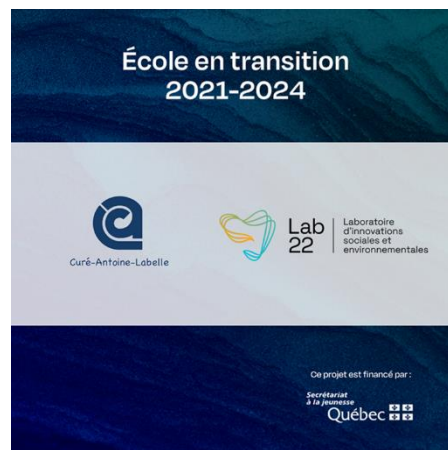 École en transition
2021-2024
Curé-Antoine-Labelle
Lab
22
Laboratoire
d'innovations
sociales et
environnementales
Ce projet est financé par :
Secrétariat
à la jeunesse
Québec